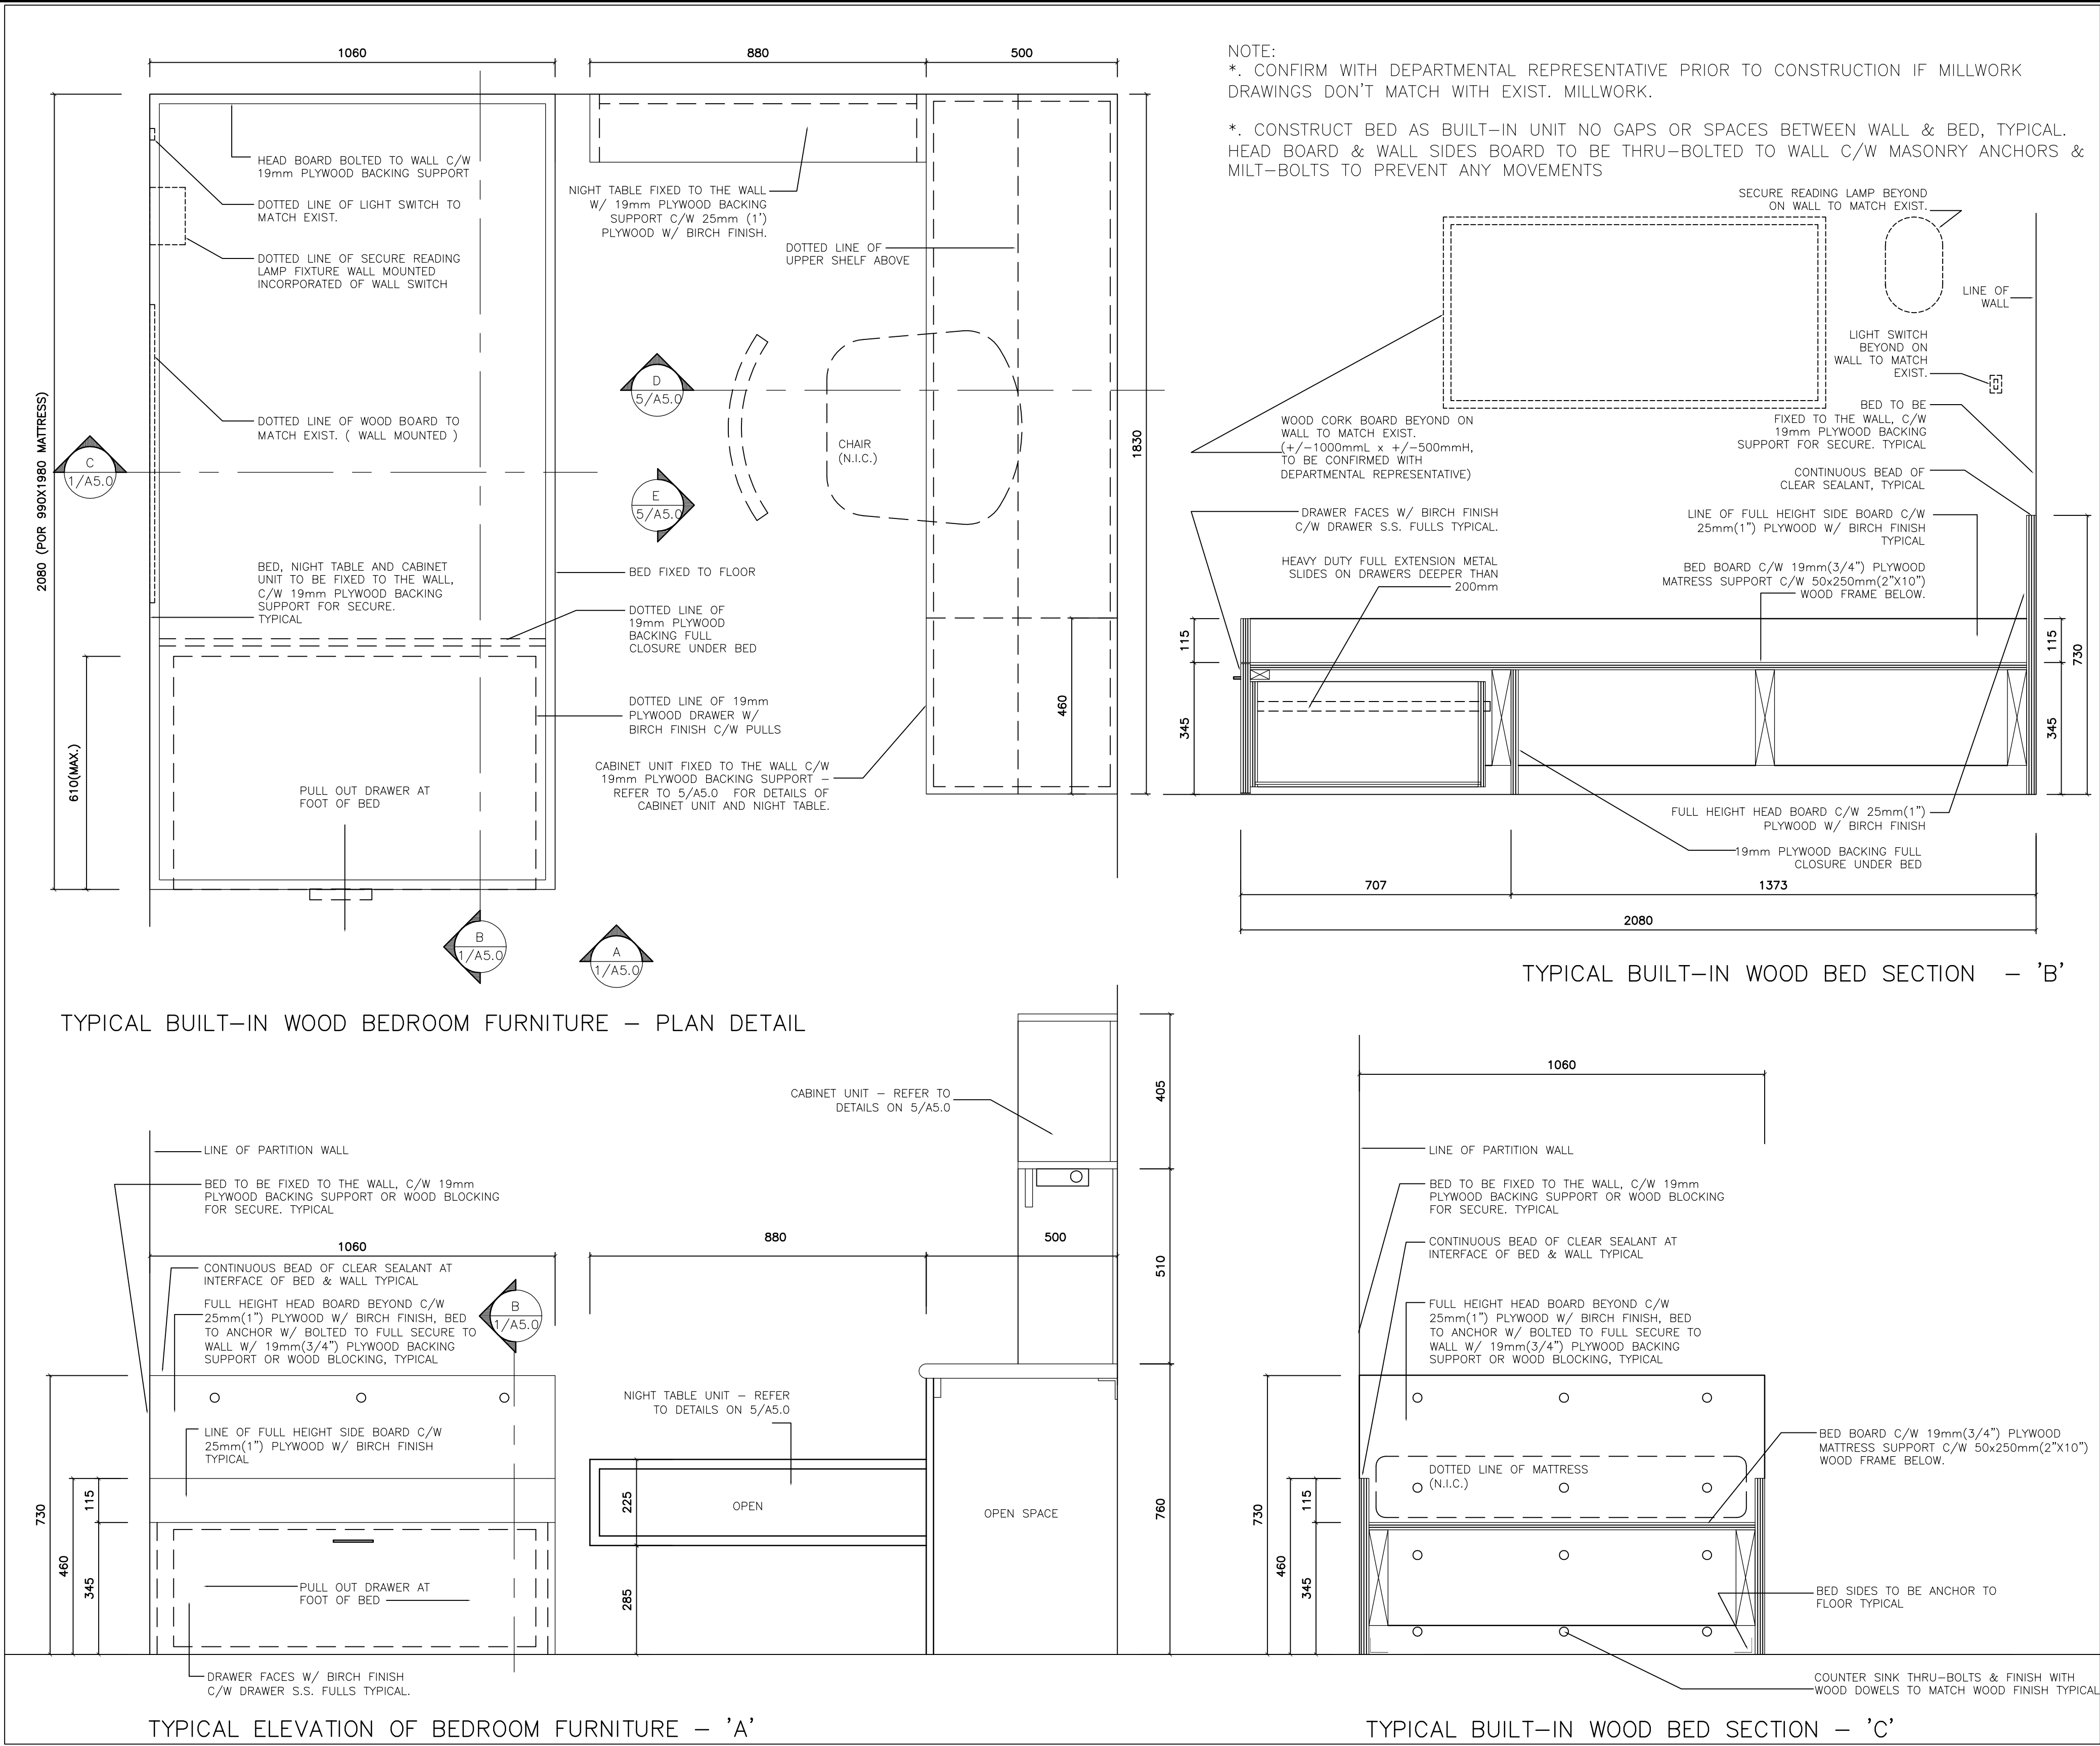 1060
880
500
2080 (POR 990X1980 MATTRESS)
HEAD BOARD BOLTED TO WALL C/W
19mm PLYWOOD BACKING SUPPORT
DOTTED LINE OF LIGHT SWITCH TO
MATCH EXIST.
DOTTED LINE OF SECURE READING
LAMP FIXTURE WALL MOUNTED
INCORPORATED OF WALL SWITCH
DOTTED LINE OF WOOD BOARD TO
MATCH EXIST. ( WALL MOUNTED )
C
1/A5.0
BED, NIGHT TABLE AND CABINET
UNIT TO BE FIXED TO THE WALL,
C/W 19mm PLYWOOD BACKING
SUPPORT FOR SECURE.
TYPICAL
610(MAX.)
PULL OUT DRAWER AT
FOOT OF BED
NIGHT TABLE FIXED TO THE WALL
W/ 19mm PLYWOOD BACKING
SUPPORT C/W 25mm (1')
PLYWOOD W/ BIRCH FINISH.
DOTTED LINE OF
UPPER SHELF ABOVE
D
5/A5.0
E
5/A5.0
CHAIR
(N.I.C.)
1830
BED FIXED TO FLOOR
DOTTED LINE OF
19mm PLYWOOD
BACKING FULL
CLOSURE UNDER BED
DOTTED LINE OF 19mm
PLYWOOD DRAWER W/
BIRCH FINISH C/W PULLS
460
CABINET UNIT FIXED TO THE WALL C/W
19mm PLYWOOD BACKING SUPPORT –
REFER TO 5/A5.0 FOR DETAILS OF
CABINET UNIT AND NIGHT TABLE.
B
1/A5.0
A
1/A5.0
TYPICAL BUILT–IN WOOD BEDROOM FURNITURE – PLAN DETAIL
NOTE:
*. CONFIRM WITH DEPARTMENTAL REPRESENTATIVE PRIOR TO CONSTRUCTION IF MILLWORK
DRAWINGS DON'T MATCH WITH EXIST. MILLWORK.
*. CONSTRUCT BED AS BUILT–IN UNIT NO GAPS OR SPACES BETWEEN WALL & BED, TYPICAL.
HEAD BOARD & WALL SIDES BOARD TO BE THRU–BOLTED TO WALL C/W MASONRY ANCHORS &
MILT–BOLTS TO PREVENT ANY MOVEMENTS
SECURE READING LAMP BEYOND
ON WALL TO MATCH EXIST.
LINE OF
WALL
LIGHT SWITCH
BEYOND ON
WALL TO MATCH
EXIST.
WOOD CORK BOARD BEYOND ON
WALL TO MATCH EXIST.
(+/–1000mmL x +/–500mmH,
TO BE CONFIRMED WITH
DEPARTMENTAL REPRESENTATIVE)
BED TO BE
FIXED TO THE WALL, C/W
19mm PLYWOOD BACKING
SUPPORT FOR SECURE. TYPICAL
CONTINUOUS BEAD OF
CLEAR SEALANT, TYPICAL
DRAWER FACES W/ BIRCH FINISH
C/W DRAWER S.S. FULLS TYPICAL.
LINE OF FULL HEIGHT SIDE BOARD C/W
25mm(1") PLYWOOD W/ BIRCH FINISH
TYPICAL
HEAVY DUTY FULL EXTENSION METAL
SLIDES ON DRAWERS DEEPER THAN
200mm
BED BOARD C/W 19mm(3/4") PLYWOOD
MATRESS SUPPORT C/W 50x250mm(2"X10")
WOOD FRAME BELOW.
115
345
115
345
730
FULL HEIGHT HEAD BOARD C/W 25mm(1")
PLYWOOD W/ BIRCH FINISH
19mm PLYWOOD BACKING FULL
CLOSURE UNDER BED
707
1373
2080
TYPICAL BUILT–IN WOOD BED SECTION – 'B'
CABINET UNIT – REFER TO
DETAILS ON 5/A5.0
405
510
760
LINE OF PARTITION WALL
BED TO BE FIXED TO THE WALL, C/W 19mm
PLYWOOD BACKING SUPPORT OR WOOD BLOCKING
FOR SECURE. TYPICAL
1060
880
500
CONTINUOUS BEAD OF CLEAR SEALANT AT
INTERFACE OF BED & WALL TYPICAL
FULL HEIGHT HEAD BOARD BEYOND C/W
25mm(1") PLYWOOD W/ BIRCH FINISH, BED
TO ANCHOR W/ BOLTED TO FULL SECURE TO
WALL W/ 19mm(3/4") PLYWOOD BACKING
SUPPORT OR WOOD BLOCKING, TYPICAL
B
1/A5.0
LINE OF FULL HEIGHT SIDE BOARD C/W
25mm(1") PLYWOOD W/ BIRCH FINISH
TYPICAL
730
460
115
345
PULL OUT DRAWER AT
FOOT OF BED
DRAWER FACES W/ BIRCH FINISH
C/W DRAWER S.S. FULLS TYPICAL.
NIGHT TABLE UNIT – REFER
TO DETAILS ON 5/A5.0
225
OPEN
285
OPEN SPACE
TYPICAL ELEVATION OF BEDROOM FURNITURE – 'A'
1060
LINE OF PARTITION WALL
BED TO BE FIXED TO THE WALL, C/W 19mm
PLYWOOD BACKING SUPPORT OR WOOD BLOCKING
FOR SECURE. TYPICAL
CONTINUOUS BEAD OF CLEAR SEALANT AT
INTERFACE OF BED & WALL TYPICAL
FULL HEIGHT HEAD BOARD BEYOND C/W
25mm(1") PLYWOOD W/ BIRCH FINISH, BED
TO ANCHOR W/ BOLTED TO FULL SECURE TO
WALL W/ 19mm(3/4") PLYWOOD BACKING
SUPPORT OR WOOD BLOCKING, TYPICAL
DOTTED LINE OF MATTRESS
(N.I.C.)
730
460
115
345
BED BOARD C/W 19mm(3/4") PLYWOOD
MATTRESS SUPPORT C/W 50x250mm(2"X10")
WOOD FRAME BELOW.
BED SIDES TO BE ANCHOR TO
FLOOR TYPICAL
COUNTER SINK THRU–BOLTS & FINISH WITH
WOOD DOWELS TO MATCH WOOD FINISH TYPICAL
TYPICAL BUILT–IN WOOD BED SECTION – 'C'